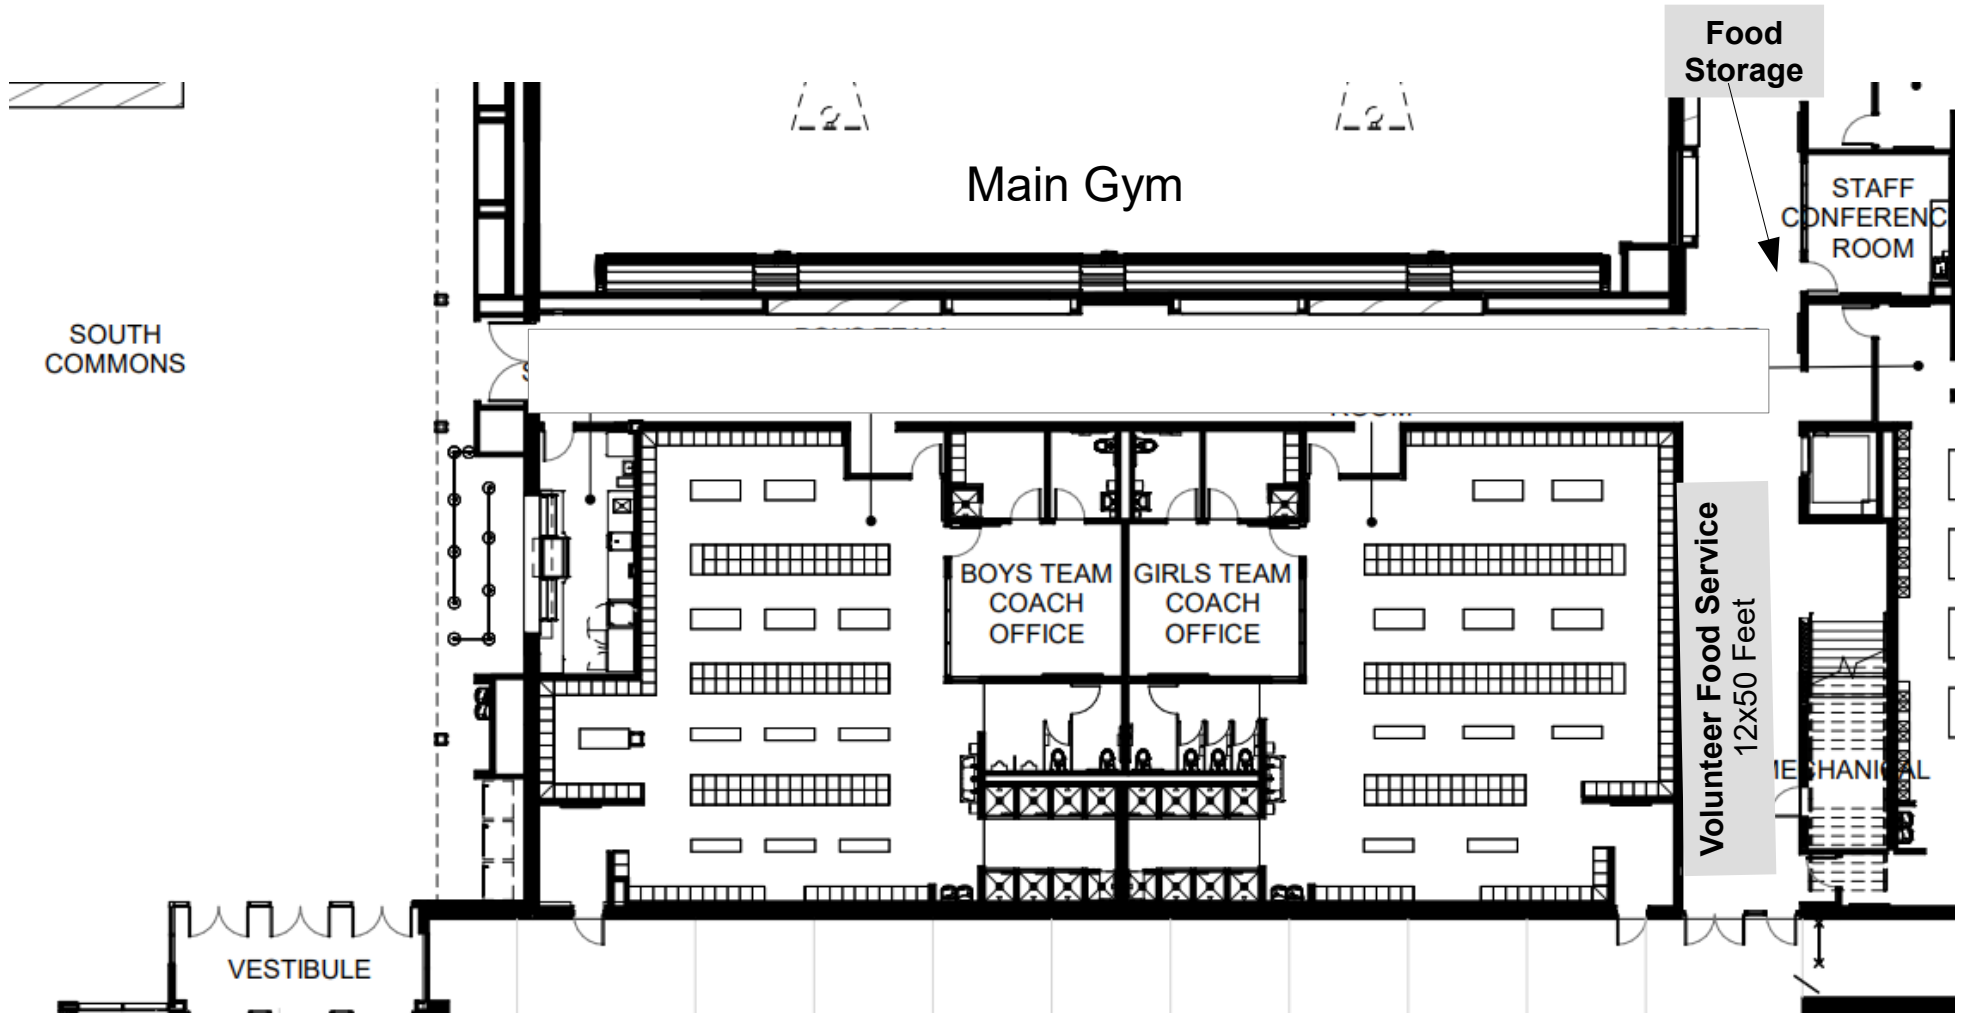 Food
Storage
Main Gym
STAFF
CONFERENC
ROOM
SOUTH
COMMONS
BOYS TEAM
COACH
OFFICE
GIRLS TEAM
COACH
OFFICE
Volunteer Food Service
12x50 Feet
MECHANICAL
VESTIBULE
ROOM